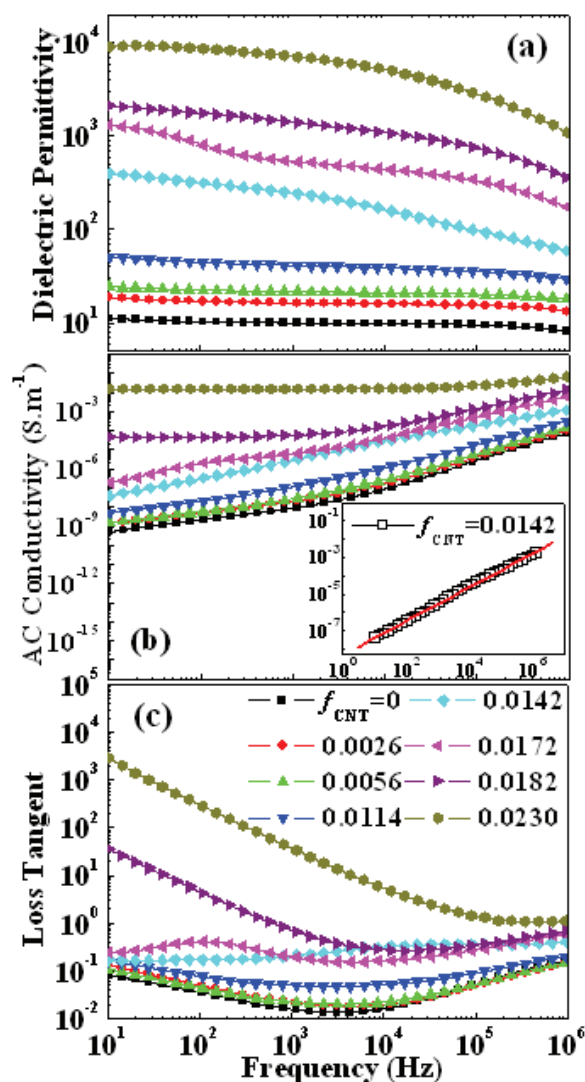 (a)
Dielectric Permittivity
10^4
10^3
10^2
10^1
(b)
AC Conductivity (S.m^-1)
10^-3
10^-6
10^-9
10^-12
10^-15
f_CNT=0.0142
10^-1
10^-3
10^-5
10^-7
10^0 10^2 10^4 10^6
(c)
Loss Tangent
10^5
10^4
10^3
10^2
10^1
10^0
10^-1
10^-2
f_CNT=0 0.0142
0.0026 0.0172
0.0056 0.0182
0.0114 0.0230
10^1 10^2 10^3 10^4 10^5 10^6
Frequency (Hz)